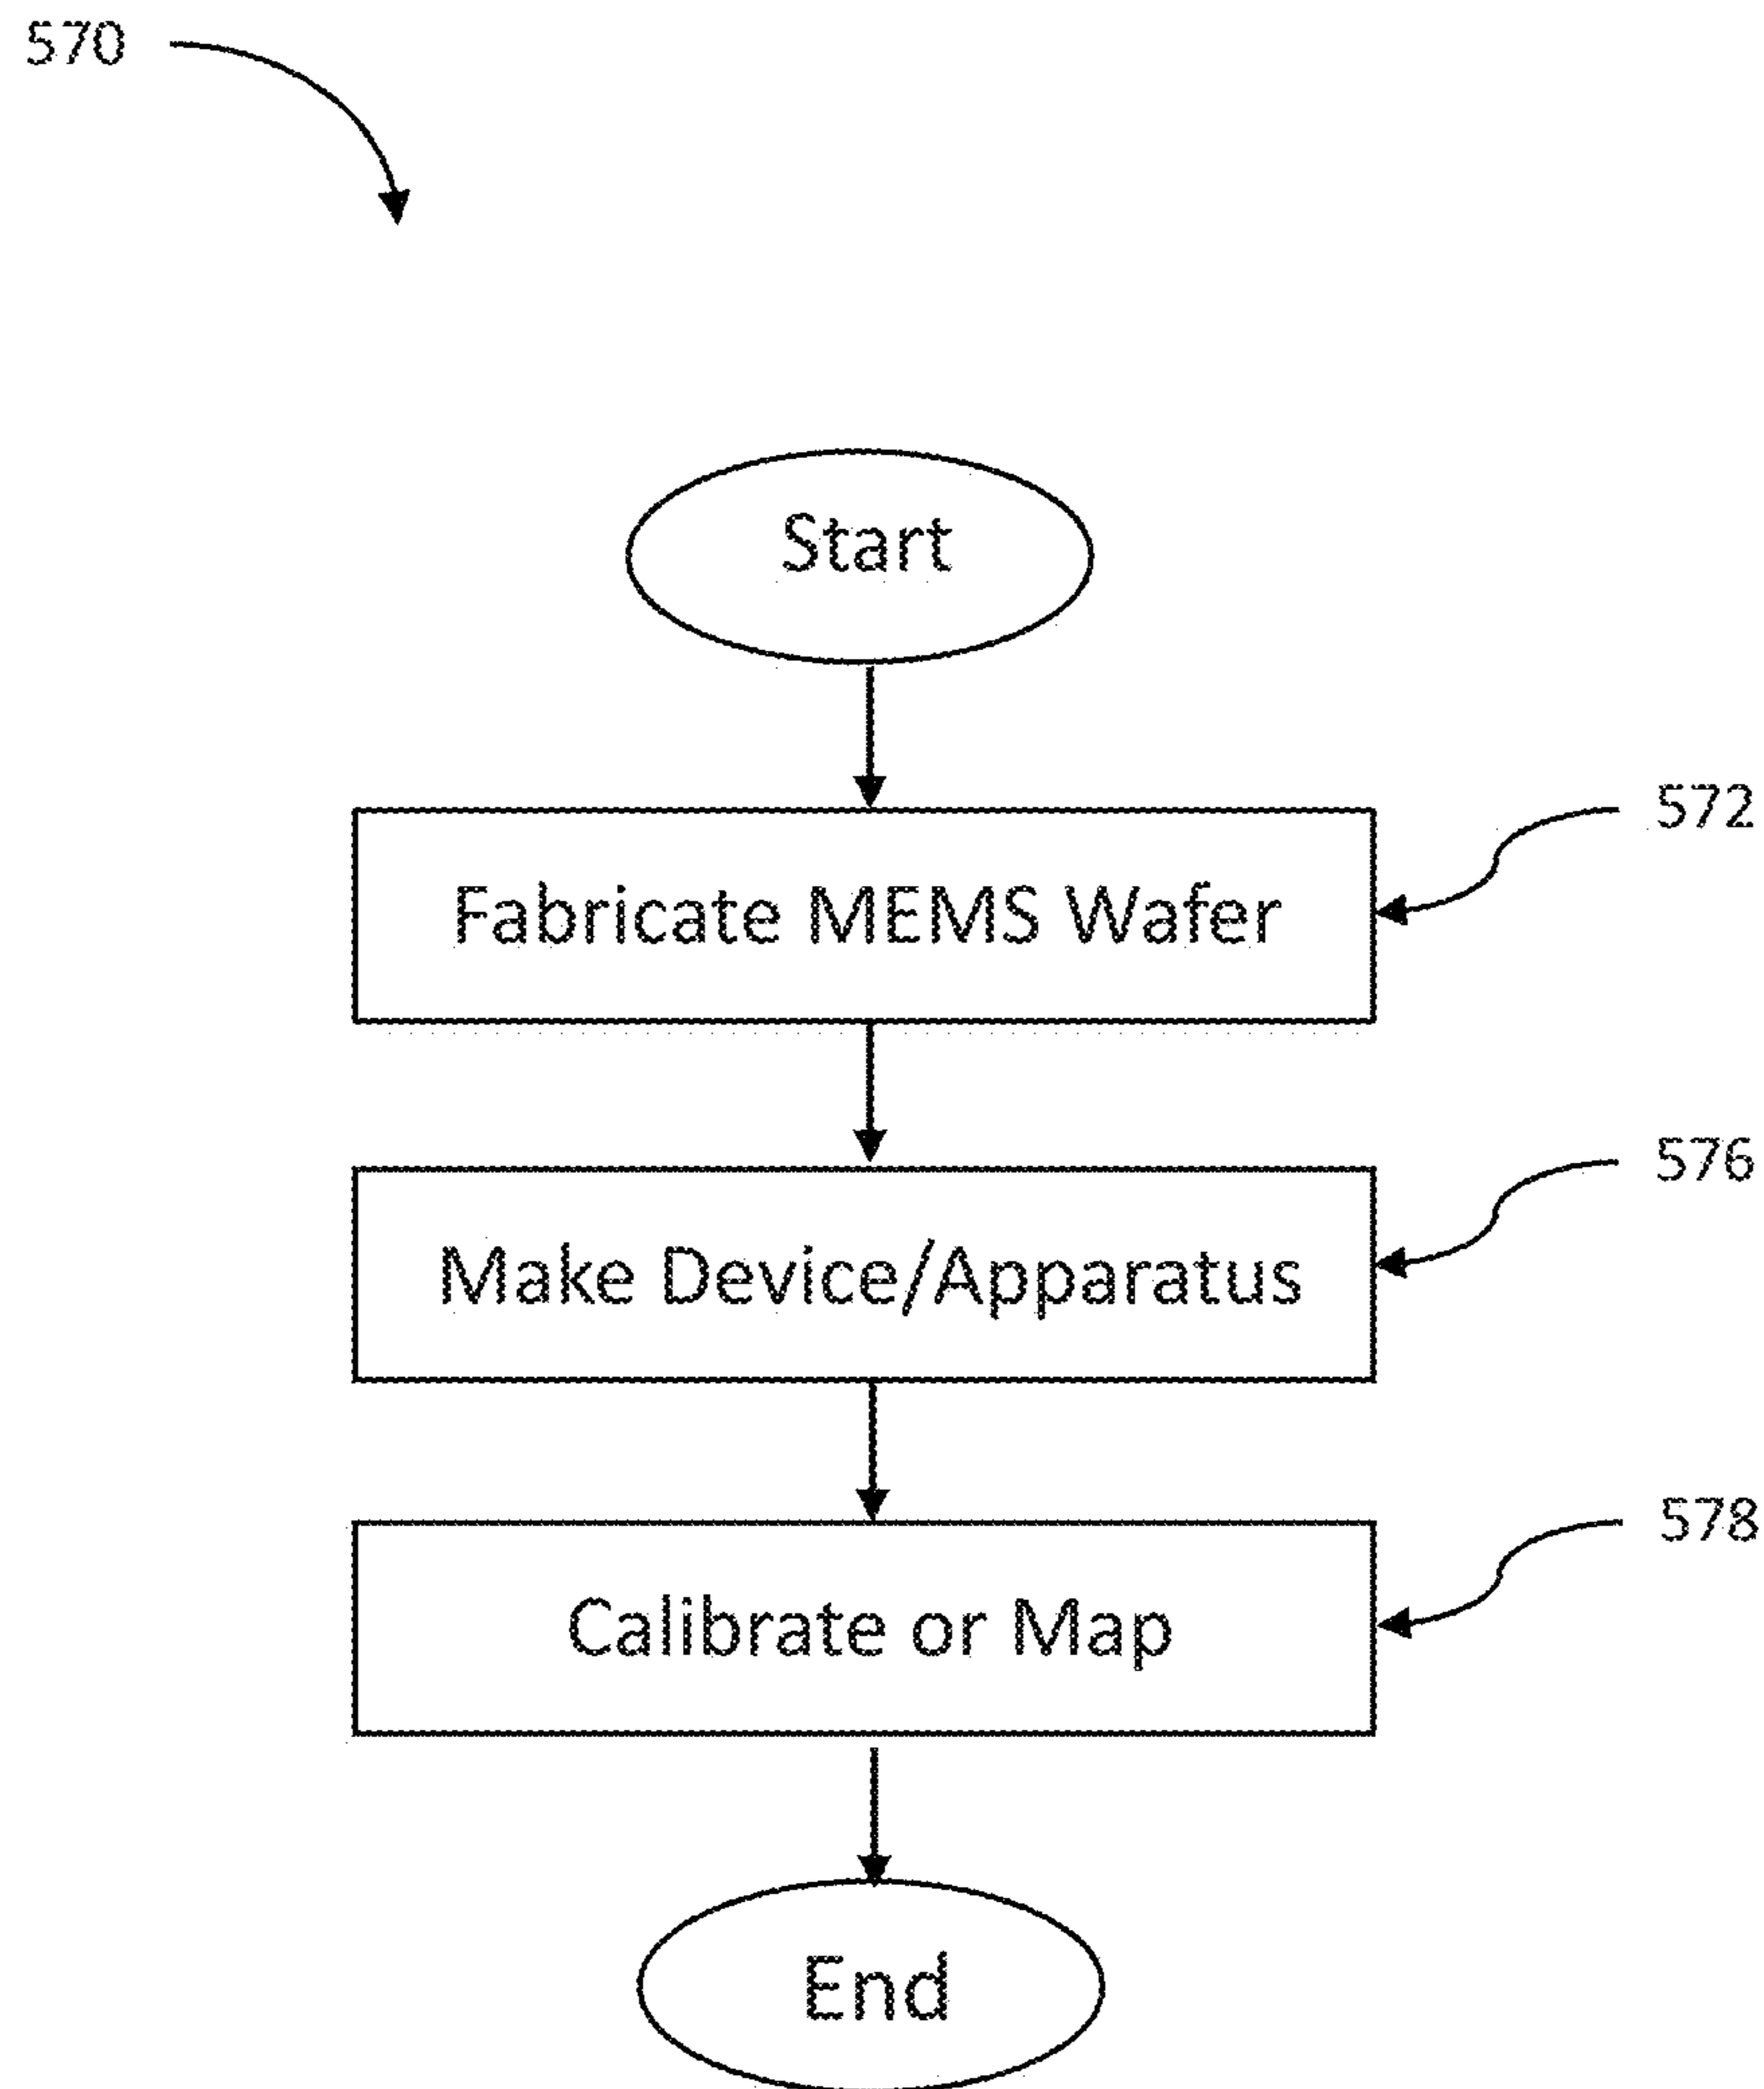 570
Start
Fabricate MEMS Wafer
572
Make Device/Apparatus
576
Calibrate or Map
578
End